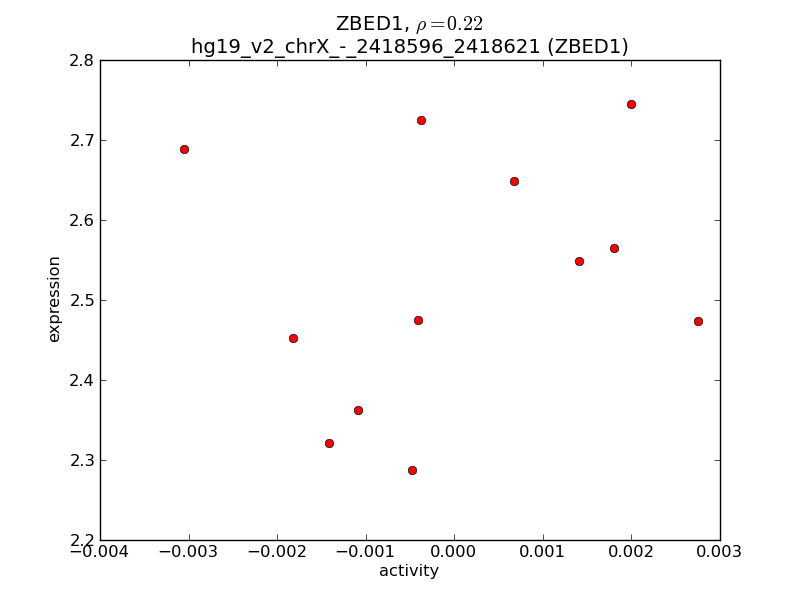 ZBED1, ρ = 0.22
hg19_v2_chrX_-_2418596_2418621 (ZBED1)
2.8
2.7
2.6
2.5
2.4
2.3
2.2
expression
−0.004 −0.003 −0.002 −0.001 0.000 0.001 0.002 0.003
activity